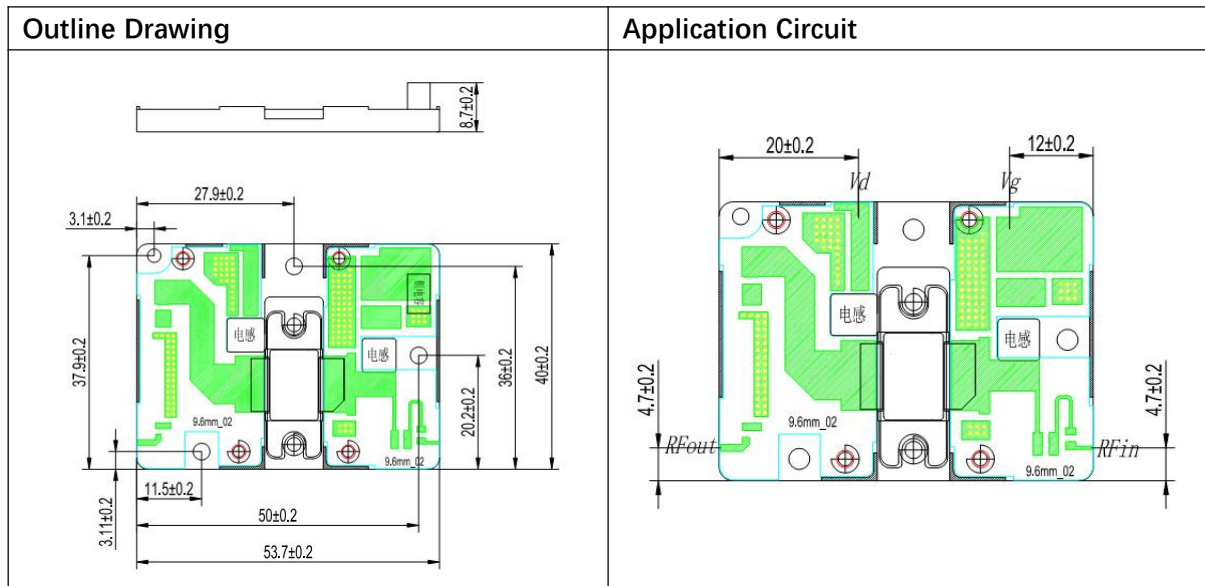 Outline Drawing
Application Circuit
8.7±0.2
27.9±0.2
3.1±0.2
37.9±0.2
电感
电感
36±0.2
40±0.2
20.2±0.2
9.6mm_02
9.6mm_02
3.11±0.2
11.5±0.2
50±0.2
53.7±0.2
20±0.2
12±0.2
Vd
Vg
电感
电感
4.7±0.2
4.7±0.2
9.6mm_02
RFout
RFin
9.6mm_02